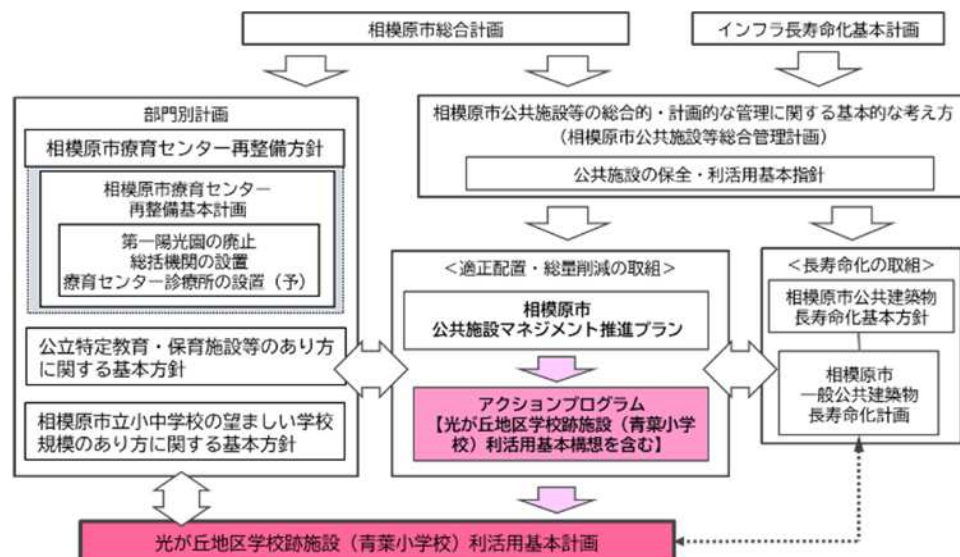 相模原市総合計画
インフラ長寿命化基本計画
部門別計画
相模原市療育センター再整備方針
相模原市療育センター
再整備基本計画
第一陽光園の廃止
総括機関の設置
療育センター診療所の設置（予）
公立特定教育・保育施設等のあり方
に関する基本方針
相模原市立小中学校の望ましい学校
規模のあり方に関する基本方針
相模原市公共施設等の総合的・計画的な管理に関する基本的な考え方
（相模原市公共施設等総合管理計画）
公共施設の保全・利活用基本指針
＜適正配置・総量削減の取組＞
相模原市
公共施設マネジメント推進プラン
アクションプログラム
【光が丘地区学校跡施設（青葉小学
校）利活用基本構想を含む】
＜長寿命化の取組＞
相模原市公共建築物
長寿命化基本方針
相模原市
一般公共建築物
長寿命化計画
光が丘地区学校跡施設（青葉小学校）利活用基本計画